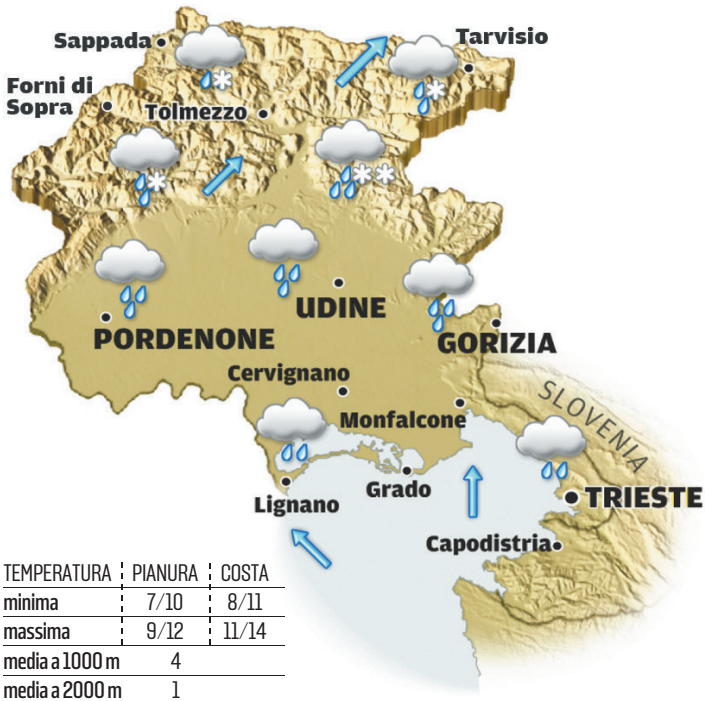 Sappada
Tarvisio
Forni di
Sopra
Tolmezzo
UDINE
PORDENONE
GORIZIA
Cervignano
SLOVENIA
Monfalcone
Grado
Lignano
TRIESTE
Capodistria
TEMPERATURA PIANURA COSTA
minima 7/10 8/11
massima 9/12 11/14
media a 1000 m 4
media a 2000 m 1